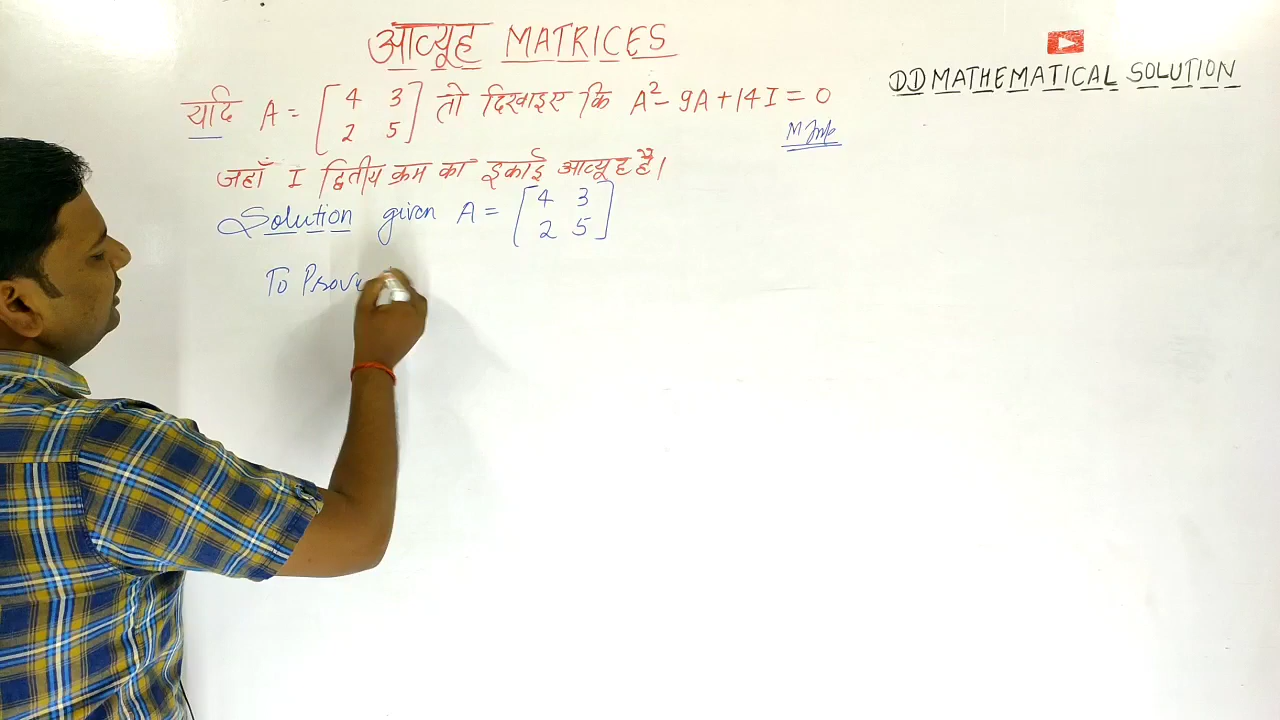 आव्यूह MATRICES
DD MATHEMATICAL SOLUTION
यदि A = [4 3 तो दिखाइए कि A² - 9A + 14I = 0
2 5]
M Imp
जहाँ I द्वितीय क्रम का इकाई आव्यूह है।
Solution given A = [4 3
2 5]
To Prove